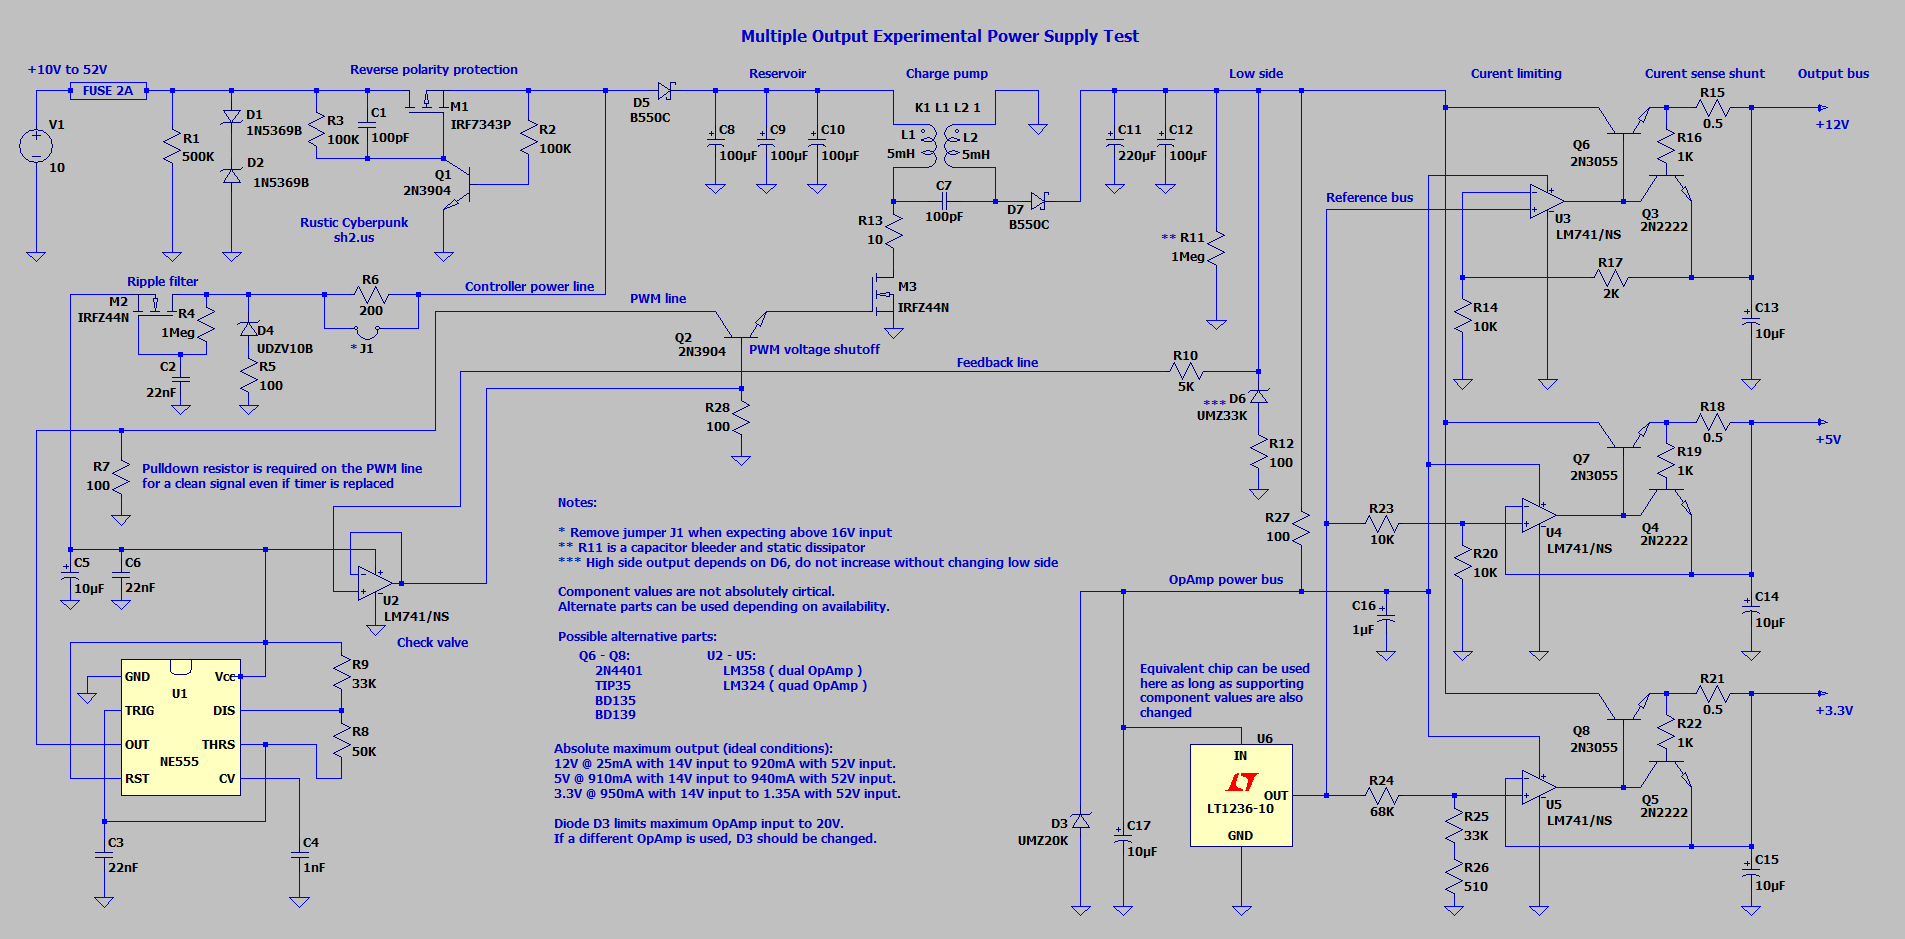 Multiple Output Experimental Power Supply Test
+10V to 52V
Reverse polarity protection
Reservoir
Charge pump
Low side
Curent limiting
Curent sense shunt
Output bus
FUSE 2A
V1
10
R1
500K
D1
1N5369B
D2
1N5369B
R3
100K
C1
100pF
M1
IRF7343P
R2
100K
Q1
2N3904
Rustic Cyberpunk
sh2.us
D5
B550C
C8
100µF
C9
100µF
C10
100µF
K1 L1 L2 1
L1
5mH
L2
5mH
C7
100pF
D7
B550C
R13
10
M3
IRFZ44N
C11
220µF
C12
100µF
** R11
1Meg
Reference bus
R15
0.5
+12V
Q6
2N3055
R16
1K
Q3
2N2222
U3
LM741/NS
R17
2K
R14
10K
C13
10µF
Ripple filter
M2
IRFZ44N
R4
1Meg
C2
22nF
D4
UDZV10B
R5
100
R6
200
* J1
Controller power line
PWM line
Q2
2N3904
PWM voltage shutoff
Feedback line
R10
5K
*** D6
UMZ33K
R12
100
R28
100
R7
100
Pulldown resistor is required on the PWM line
for a clean signal even if timer is replaced
R18
0.5
+5V
Q7
2N3055
R19
1K
Q4
2N2222
U4
LM741/NS
R23
10K
R20
10K
C14
10µF
R27
100
OpAmp power bus
C16
1µF
C5
10µF
C6
22nF
U2
LM741/NS
Check valve
Notes:
* Remove jumper J1 when expecting above 16V input
** R11 is a capacitor bleeder and static dissipator
*** High side output depends on D6, do not increase without changing low side
Component values are not absolutely cirtical.
Alternate parts can be used depending on availability.
Possible alternative parts:
Q6 - Q8:
2N4401
TIP35
BD135
BD139
U2 - U5:
LM358 ( dual OpAmp )
LM324 ( quad OpAmp )
Absolute maximum output (ideal conditions):
12V @ 25mA with 14V input to 920mA with 52V input.
5V @ 910mA with 14V input to 940mA with 52V input.
3.3V @ 950mA with 14V input to 1.35A with 52V input.
Diode D3 limits maximum OpAmp input to 20V.
If a different OpAmp is used, D3 should be changed.
GND
TRIG
OUT
RST
U1
NE555
Vcc
DIS
THRS
CV
R9
33K
R8
50K
C3
22nF
C4
1nF
Equivalent chip can be used
here as long as supporting
component values are also
changed
U6
IN
OUT
LT1236-10
GND
D3
UMZ20K
C17
10µF
R24
68K
R25
33K
R26
510
R21
0.5
+3.3V
Q8
2N3055
R22
1K
Q5
2N2222
U5
LM741/NS
C15
10µF